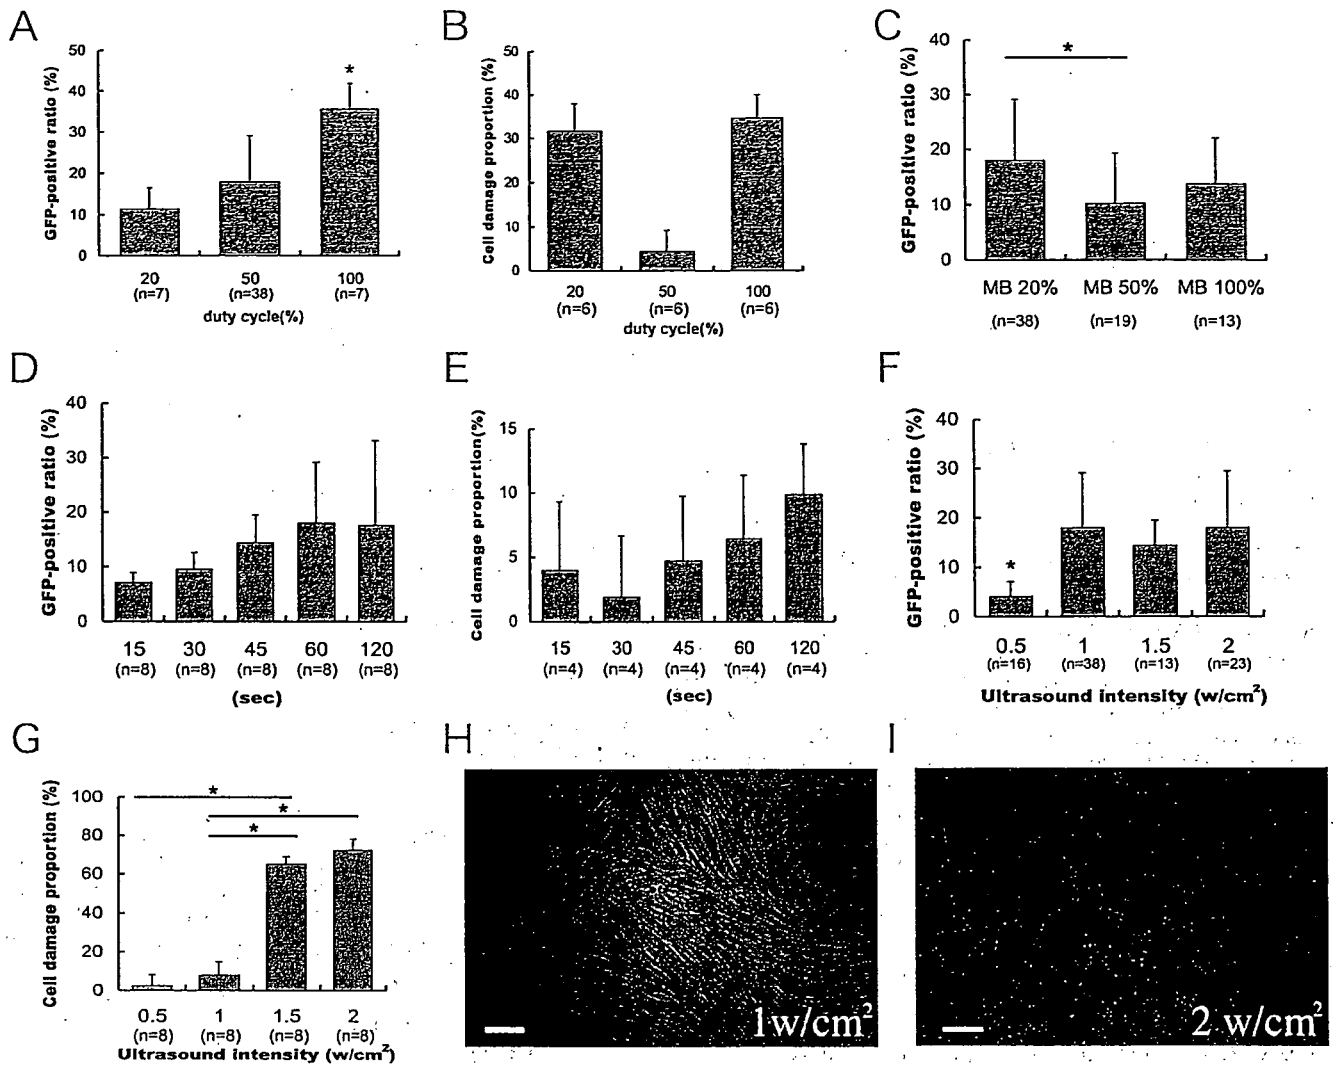 A
GFP-positive ratio (%)
50
40
30
20
10
0
*
20 50 100
(n=7) (n=38) (n=7)
duty cycle(%)
B
Cell damage proportion (%)
50
40
30
20
10
0
20 50 100
(n=6) (n=6) (n=6)
duty cycle(%)
C
GFP-positive ratio (%)
40
30
20
10
0
*
MB 20% MB 50% MB 100%
(n=38) (n=19) (n=13)
D
GFP-positive ratio (%)
40
30
20
10
0
15 30 45 60 120
(n=8) (n=8) (n=8) (n=8) (n=8)
(sec)
E
Cell damage proportion(%)
15
10
5
0
15 30 45 60 120
(n=4) (n=4) (n=4) (n=4) (n=4)
(sec)
F
GFP-positive ratio (%)
40
30
20
10
0
*
0.5 1 1.5 2
(n=16) (n=38) (n=13) (n=23)
Ultrasound intensity (w/cm²)
G
Cell damage proportion (%)
100
80
60
40
20
0
*
*
*
0.5 1 1.5 2
(n=8) (n=8) (n=8) (n=8)
Ultrasound intensity (w/cm²)
H
1w/cm²
I
2 w/cm²